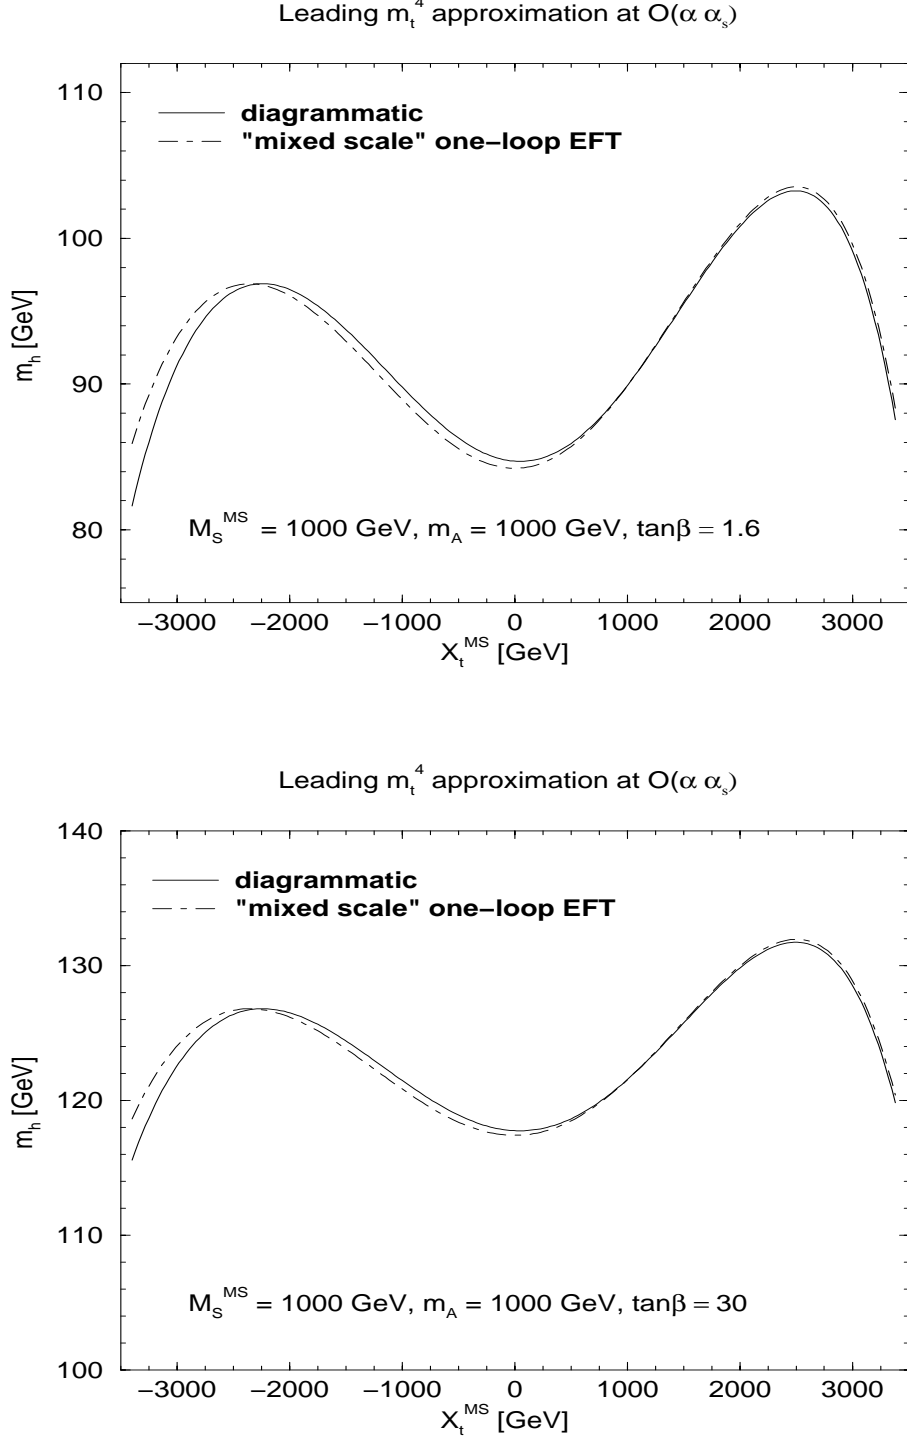 Leading m_t^4 approximation at O(α α_s)
110
100
90
80
m_h [GeV]
diagrammatic
"mixed scale" one−loop EFT
M_S^MS = 1000 GeV, m_A = 1000 GeV, tanβ = 1.6
−3000 −2000 −1000 0 1000 2000 3000
X_t^MS [GeV]
Leading m_t^4 approximation at O(α α_s)
140
130
120
110
100
m_h [GeV]
diagrammatic
"mixed scale" one−loop EFT
M_S^MS = 1000 GeV, m_A = 1000 GeV, tanβ = 30
−3000 −2000 −1000 0 1000 2000 3000
X_t^MS [GeV]